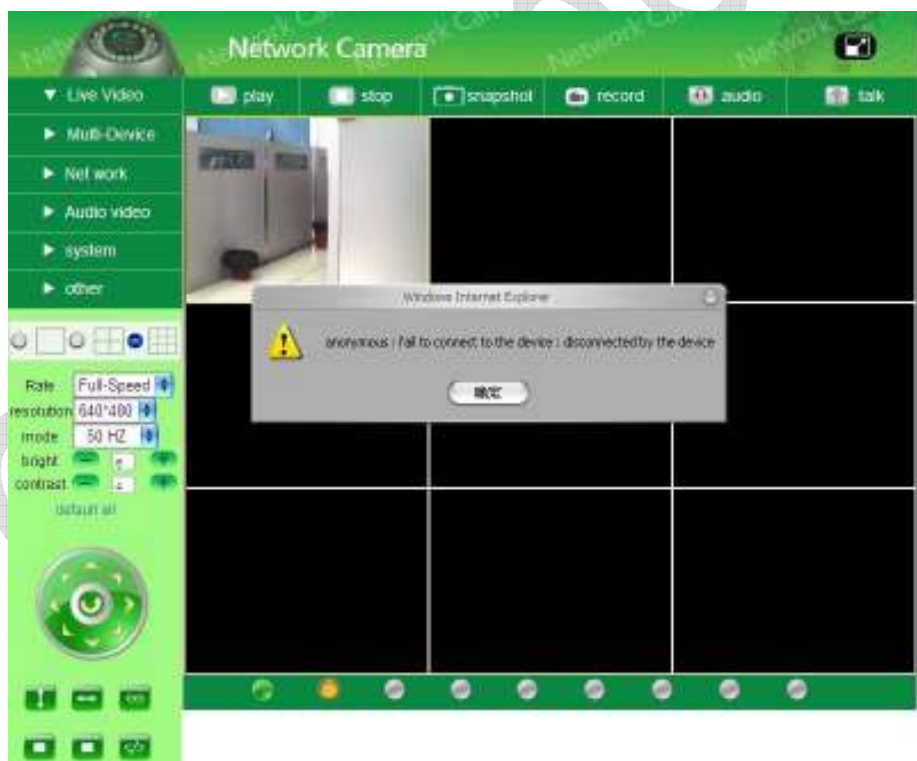 Network Camera
Live Video
play
stop
snapshot
record
audio
talk
Multi-Device
Net work
Audio video
system
other
Windows Internet Explorer
anonymous : Fail to connect to the device : disconnected by the device
确定
Rate Full-Speed
resolution 640*480
mode 50 HZ
bright
contrast
default all